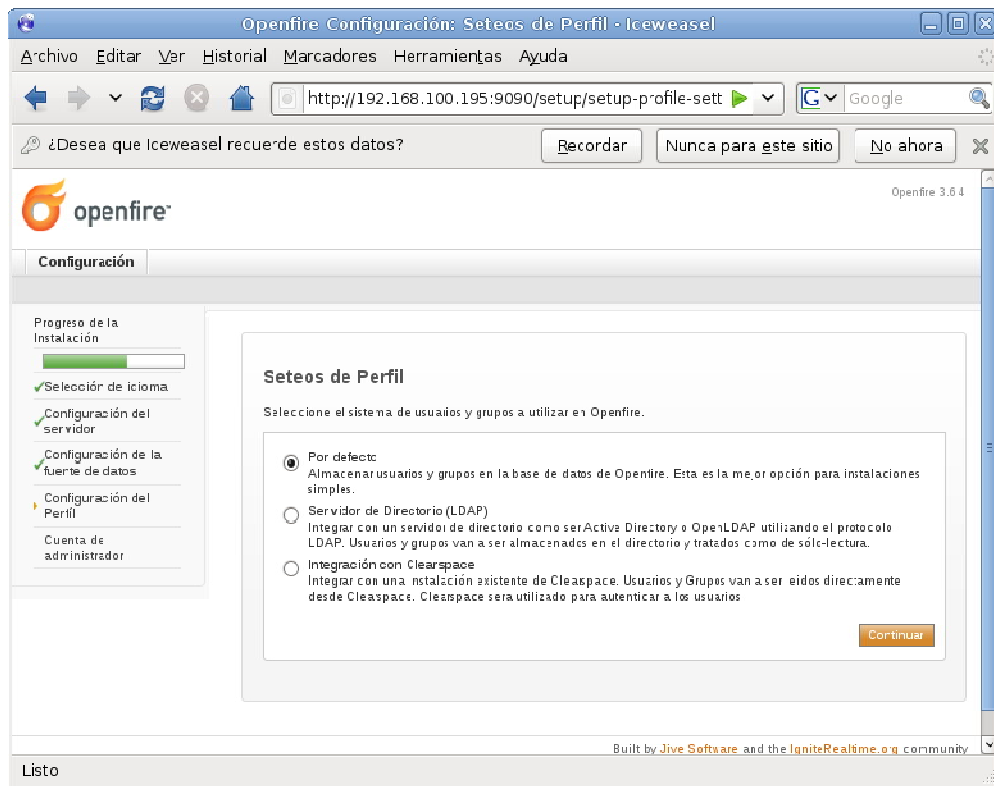 Openfire Configuración: Seteos de Perfil - Iceweasel
Archivo Editar Ver Historial Marcadores Herramientas Ayuda
http://192.168.100.195:9090/setup/setup-profile-sett
G Google
¿Desea que Iceweasel recuerde estos datos? Recordar Nunca para este sitio No ahora
openfire™
Openfire 3.6.4
Configuración
Progreso de la
Instalación
Selección de idioma
Configuración del
servidor
Configuración de la
fuente de datos
Configuración del
Perfil
Cuenta de
administrador
Seteos de Perfil
Seleccione el sistema de usuarios y grupos a utilizar en Openfire.
Por defecto
Almacenar usuarios y grupos en la base de datos de Openfire. Esta es la mejor opción para instalaciones
simples.
Servidor de Directorio (LDAP)
Integrar con un servidor de directorio como ser Active Directory o OpenLDAP utilizando el protocolo
LDAP. Usuarios y grupos van a ser almacenados en el directorio y tratados como de sólo-lectura.
Integración con Clearspace
Integrar con una instalación existente de Clearspace. Usuarios y Grupos van a ser leidos directamente
desde Clearspace. Clearspace sera utilizado para autenticar a los usuarios
Continuar
Built by Jive Software and the IgniteRealtime.org community
Listo